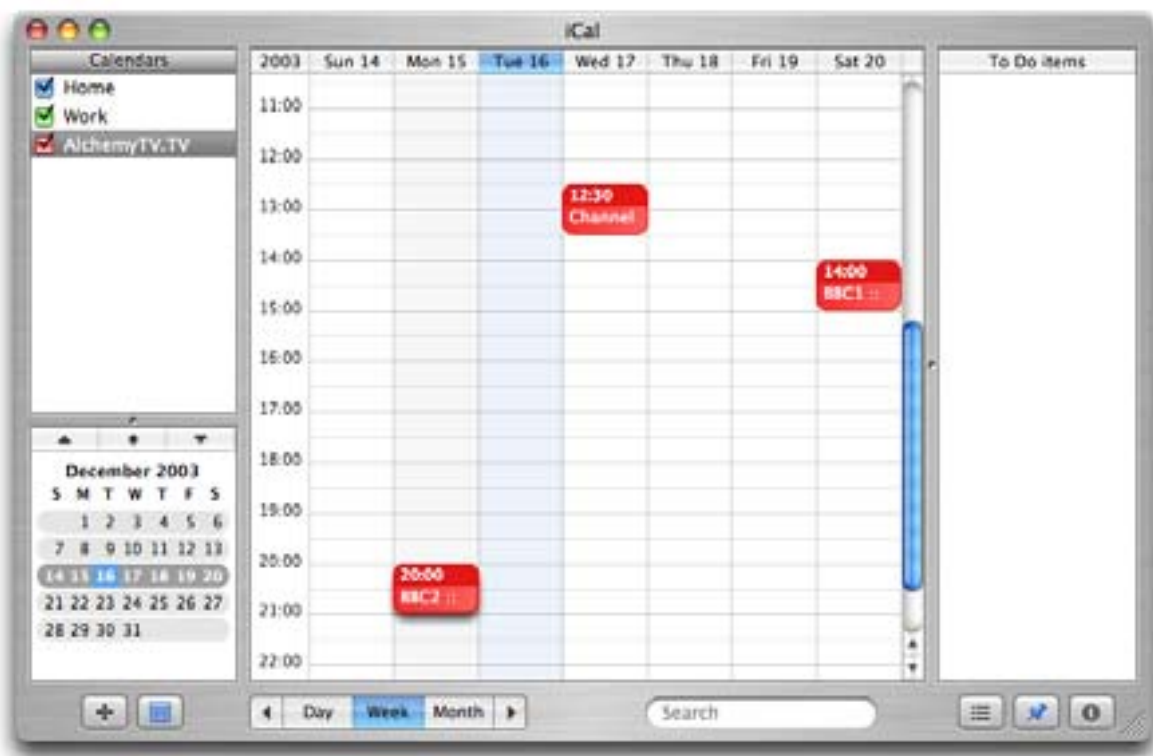 iCal
Calendars
Home
Work
AlchemyTV.TV
2003 Sun 14 Mon 15 Tue 16 Wed 17 Thu 18 Fri 19 Sat 20
To Do items
11:00
12:00
12:30
Channel
13:00
14:00
14:00
BBC1 ::
15:00
16:00
17:00
18:00
19:00
20:00
20:00
BBC2 ::
21:00
22:00
December 2003
S M T W T F S
1 2 3 4 5 6
7 8 9 10 11 12 13
14 15 16 17 18 19 20
21 22 23 24 25 26 27
28 29 30 31
Day Week Month
Search